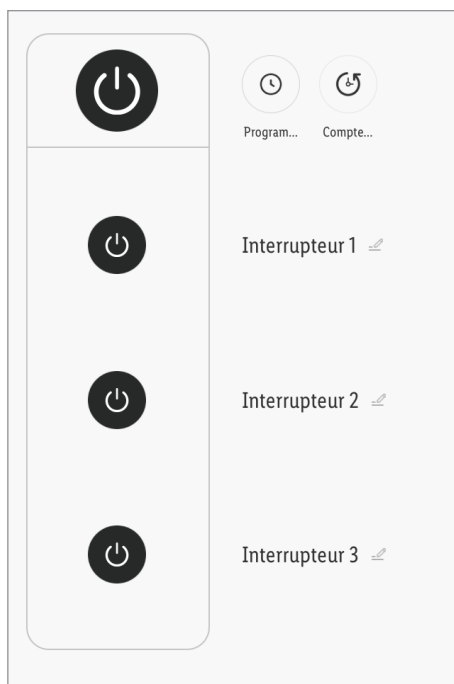 Program...
Compte...
Interrupteur 1
Interrupteur 2
Interrupteur 3